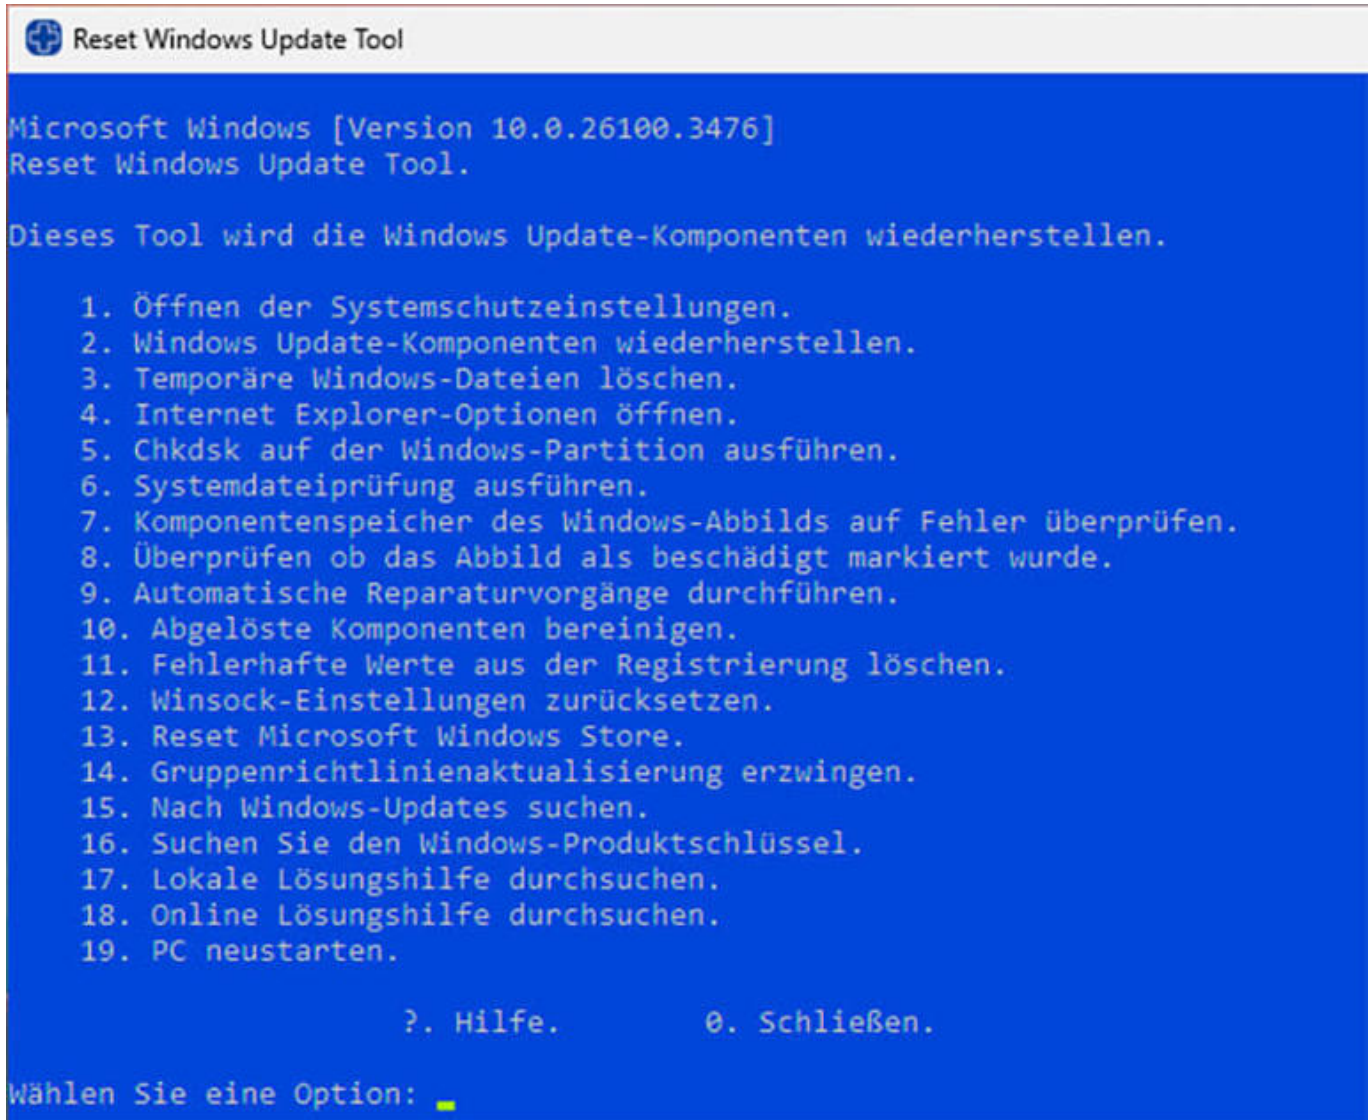 Reset Windows Update Tool
Microsoft Windows [Version 10.0.26100.3476]
Reset Windows Update Tool.
Dieses Tool wird die Windows Update-Komponenten wiederherstellen.
1. Öffnen der Systemschutzeinstellungen.
2. Windows Update-Komponenten wiederherstellen.
3. Temporäre Windows-Dateien löschen.
4. Internet Explorer-Optionen öffnen.
5. Chkdsk auf der Windows-Partition ausführen.
6. Systemdateiprüfung ausführen.
7. Komponentenspeicher des Windows-Abbilds auf Fehler überprüfen.
8. Überprüfen ob das Abbild als beschädigt markiert wurde.
9. Automatische Reparaturvorgänge durchführen.
10. Abgelöste Komponenten bereinigen.
11. Fehlerhafte Werte aus der Registrierung löschen.
12. Winsock-Einstellungen zurücksetzen.
13. Reset Microsoft Windows Store.
14. Gruppenrichtlinienaktualisierung erzwingen.
15. Nach Windows-Updates suchen.
16. Suchen Sie den Windows-Produktschlüssel.
17. Lokale Lösungshilfe durchsuchen.
18. Online Lösungshilfe durchsuchen.
19. PC neustarten.
?. Hilfe. 0. Schließen.
Wählen Sie eine Option: